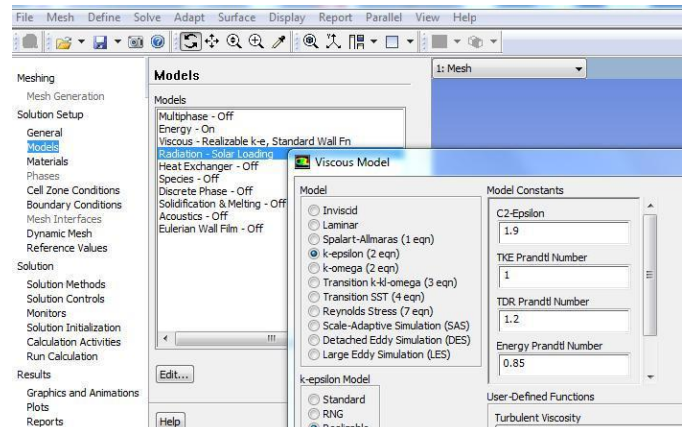 File Mesh Define Solve Adapt Surface Display Report Parallel View Help
Meshing
Mesh Generation
Solution Setup
General
Models
Materials
Phases
Cell Zone Conditions
Boundary Conditions
Mesh Interfaces
Dynamic Mesh
Reference Values
Solution
Solution Methods
Solution Controls
Monitors
Solution Initialization
Calculation Activities
Run Calculation
Results
Graphics and Animations
Plots
Reports
Models
Models
Multiphase - Off
Energy - On
Viscous - Realizable k-e, Standard Wall Fn
Radiation - Solar Loading
Heat Exchanger - Off
Species - Off
Discrete Phase - Off
Solidification & Melting - Off
Acoustics - Off
Eulerian Wall Film - Off
Edit...
Help
1: Mesh
Viscous Model
Model
Inviscid
Laminar
Spalart-Allmaras (1 eqn)
k-epsilon (2 eqn)
k-omega (2 eqn)
Transition k-kl-omega (3 eqn)
Transition SST (4 eqn)
Reynolds Stress (7 eqn)
Scale-Adaptive Simulation (SAS)
Detached Eddy Simulation (DES)
Large Eddy Simulation (LES)
k-epsilon Model
Standard
RNG
Realizable
Model Constants
C2-Epsilon
1.9
TKE Prandtl Number
1
TDR Prandtl Number
1.2
Energy Prandtl Number
0.85
User-Defined Functions
Turbulent Viscosity